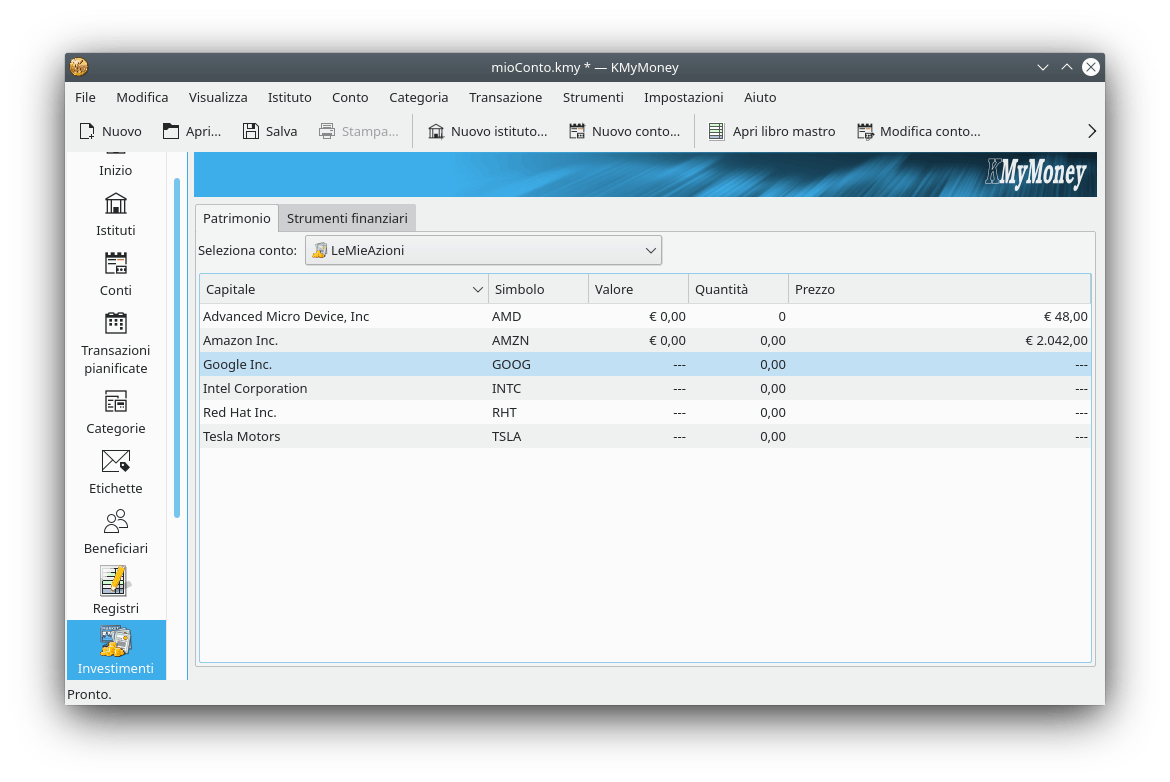 mioConto.kmy * — KMyMoney
File Modifica Visualizza Istituto Conto Categoria Transazione Strumenti Impostazioni Aiuto
Nuovo Apri... Salva Stampa... Nuovo istituto... Nuovo conto... Apri libro mastro Modifica conto...
Inizio
Istituti
Conti
Transazioni
pianificate
Categorie
Etichette
Beneficiari
Registri
Investimenti
KMyMoney
Patrimonio Strumenti finanziari
Seleziona conto: LeMieAzioni
Capitale Simbolo Valore Quantità Prezzo
Advanced Micro Device, Inc AMD € 0,00 0 € 48,00
Amazon Inc. AMZN € 0,00 0,00 € 2.042,00
Google Inc. GOOG --- 0,00 ---
Intel Corporation INTC --- 0,00 ---
Red Hat Inc. RHT --- 0,00 ---
Tesla Motors TSLA --- 0,00 ---
Pronto.